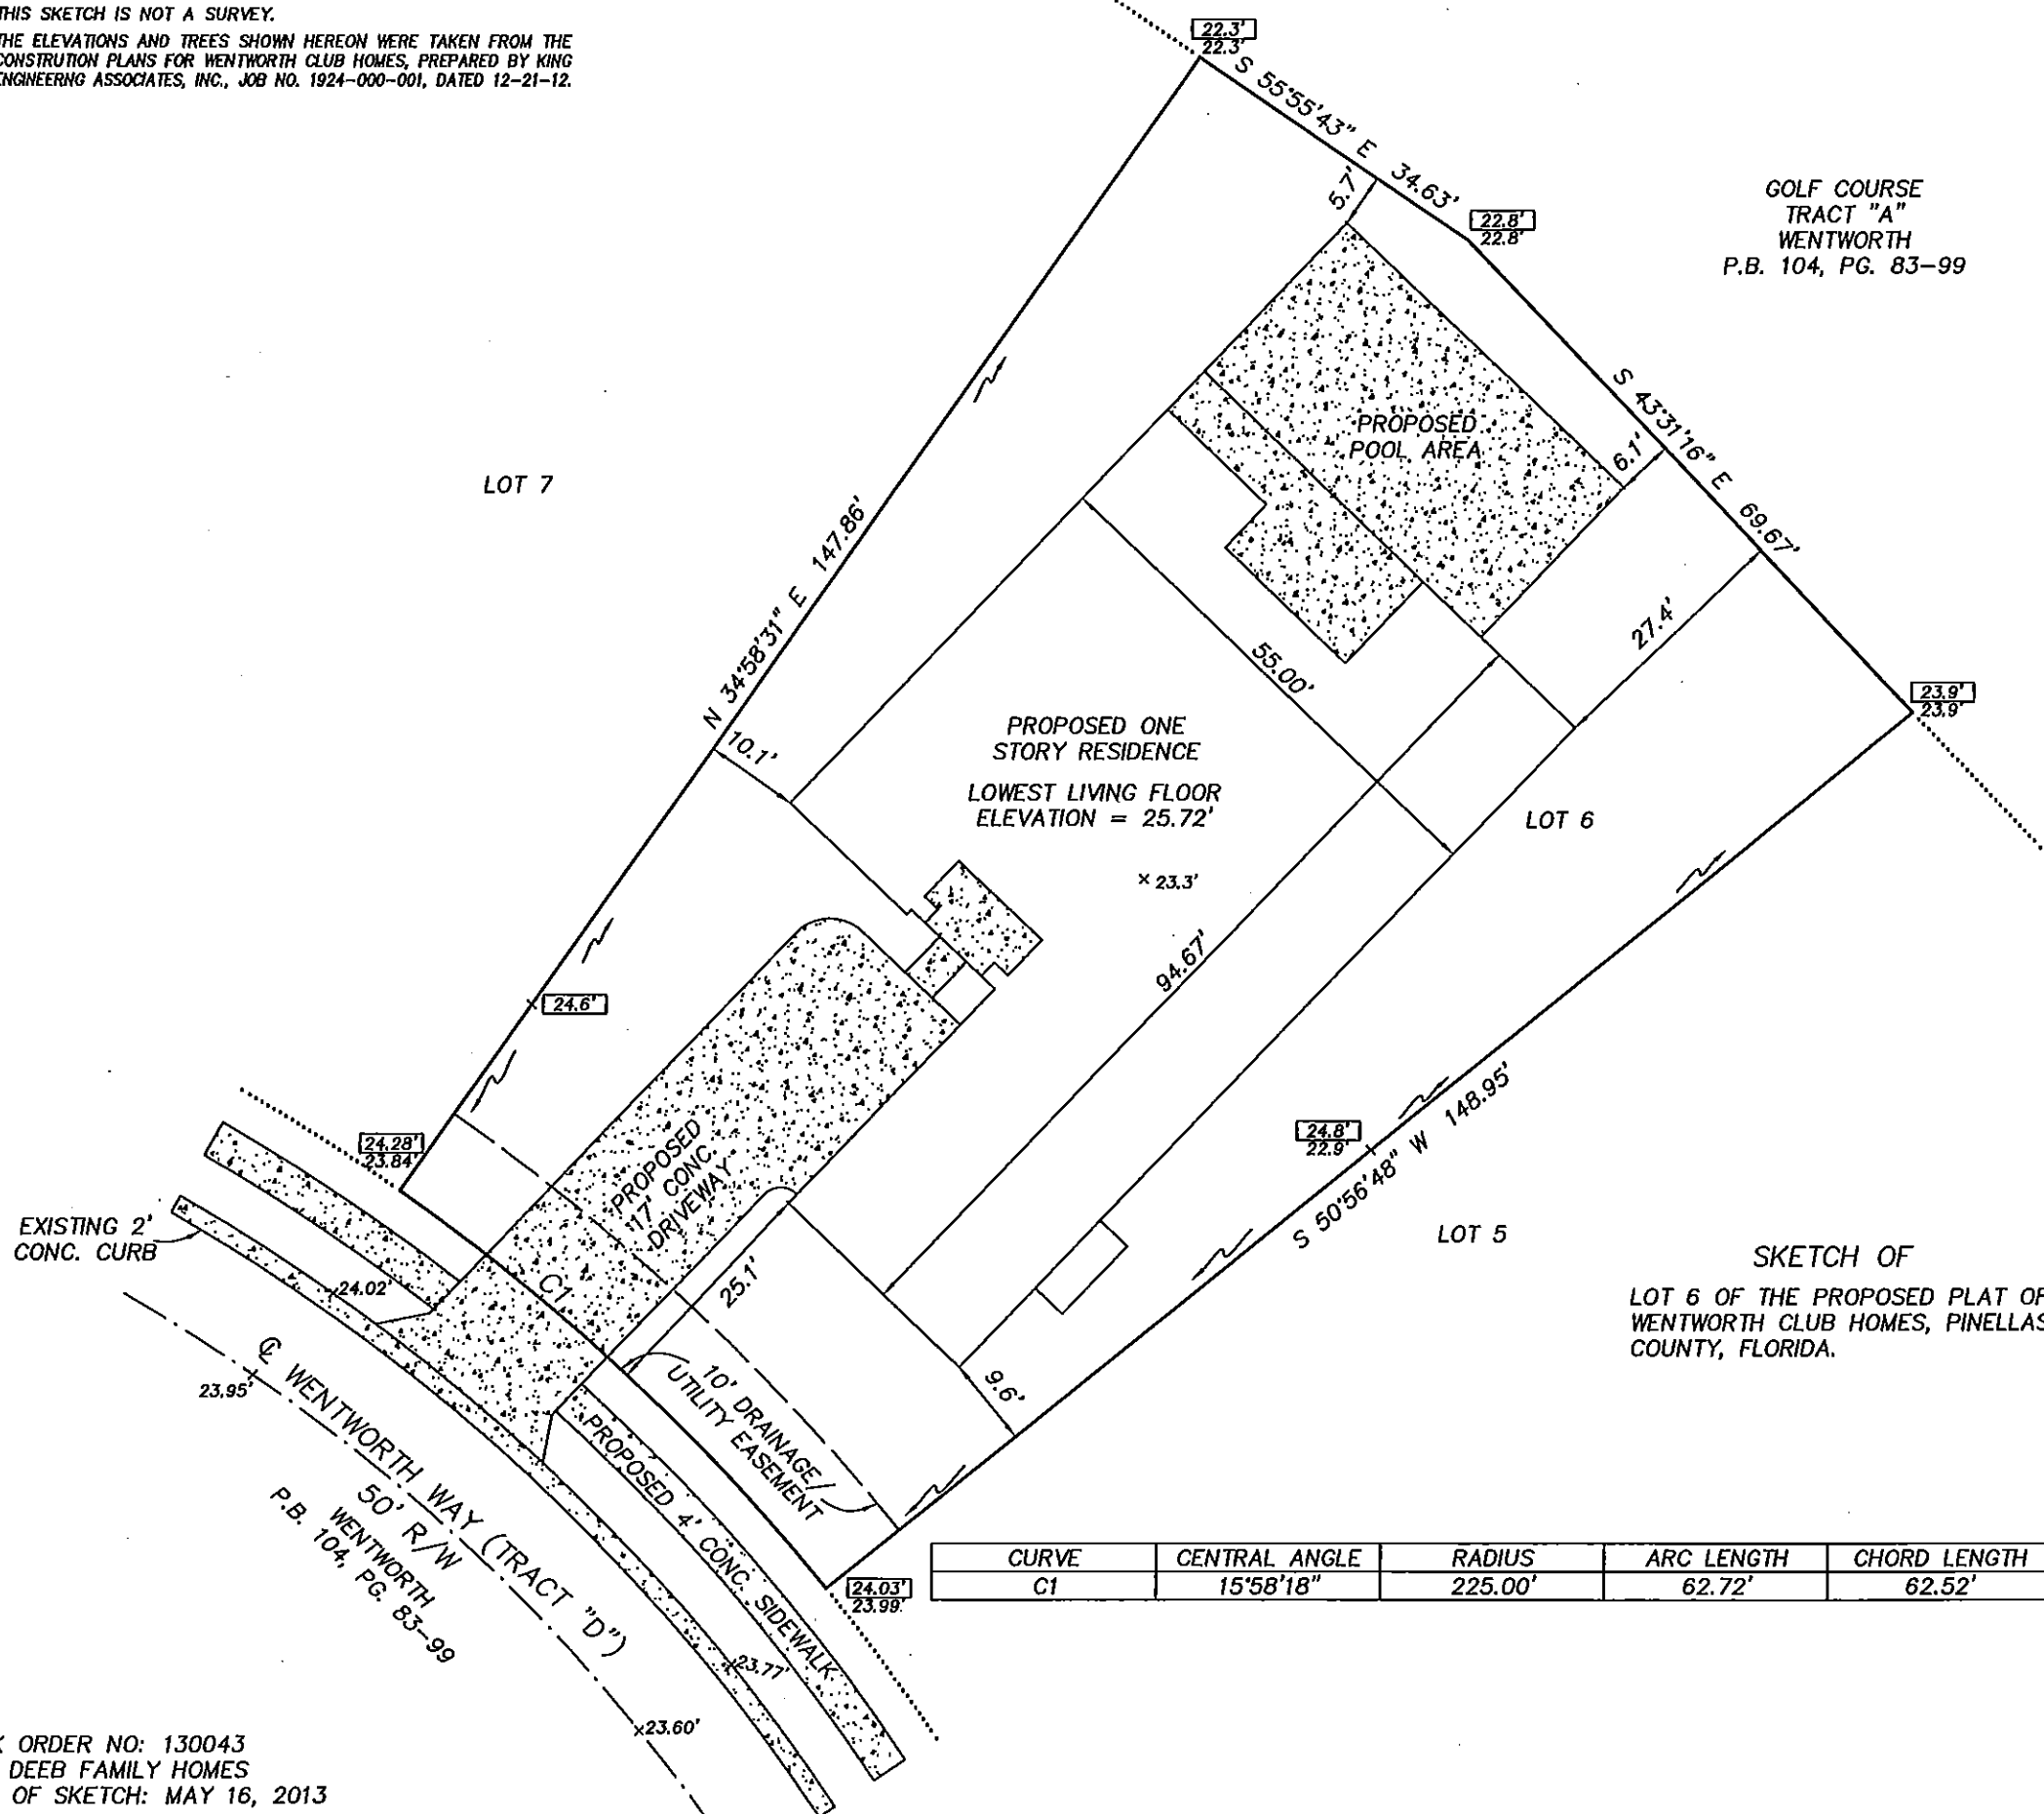 THIS SKETCH IS NOT A SURVEY.
THE ELEVATIONS AND TREES SHOWN HEREON WERE TAKEN FROM THE
CONSTRUTION PLANS FOR WENTWORTH CLUB HOMES, PREPARED BY KING
ENGINEERNG ASSOCIATES, INC., JOB NO. 1924-000-001, DATED 12-21-12.
22.3'
22.3'
S 55°55'43" E 34.63'
5.7'
22.8'
22.8'
GOLF COURSE
TRACT "A"
WENTWORTH
P.B. 104, PG. 83-99
S 43°31'16" E 69.67'
PROPOSED
POOL AREA
6.1'
LOT 7
N 34°58'31" E 147.86'
10.1'
55.00'
27.4'
23.9'
23.9'
PROPOSED ONE
STORY RESIDENCE
LOWEST LIVING FLOOR
ELEVATION = 25.72'
LOT 6
× 23.3'
94.67'
24.6'
24.28'
23.84'
PROPOSED
17' CONC.
DRIVEWAY
24.8'
22.9'
S 50°56'48" W 148.95'
LOT 5
EXISTING 2'
CONC. CURB
24.02'
C1
25.1'
SKETCH OF
LOT 6 OF THE PROPOSED PLAT OF
WENTWORTH CLUB HOMES, PINELLAS
COUNTY, FLORIDA.
23.95'
9.6'
10' DRAINAGE/
UTILITY EASEMENT
℄ WENTWORTH WAY (TRACT "D")
50' R/W
WENTWORTH
P.B. 104, PG. 83-99
PROPOSED 4' CONC. SIDEWALK
24.03'
23.99'
CURVE CENTRAL ANGLE RADIUS ARC LENGTH CHORD LENGTH
C1 15°58'18" 225.00' 62.72' 62.52'
23.77'
23.60'
ORDER NO: 130043
DEEB FAMILY HOMES
OF SKETCH: MAY 16, 2013